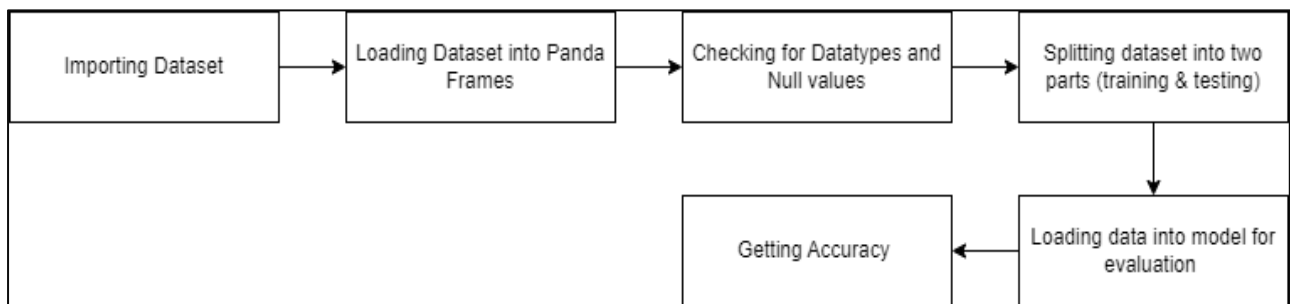 Importing Dataset
Loading Dataset into Panda
Frames
Checking for Datatypes and
Null values
Splitting dataset into two
parts (training & testing)
Loading data into model for
evaluation
Getting Accuracy